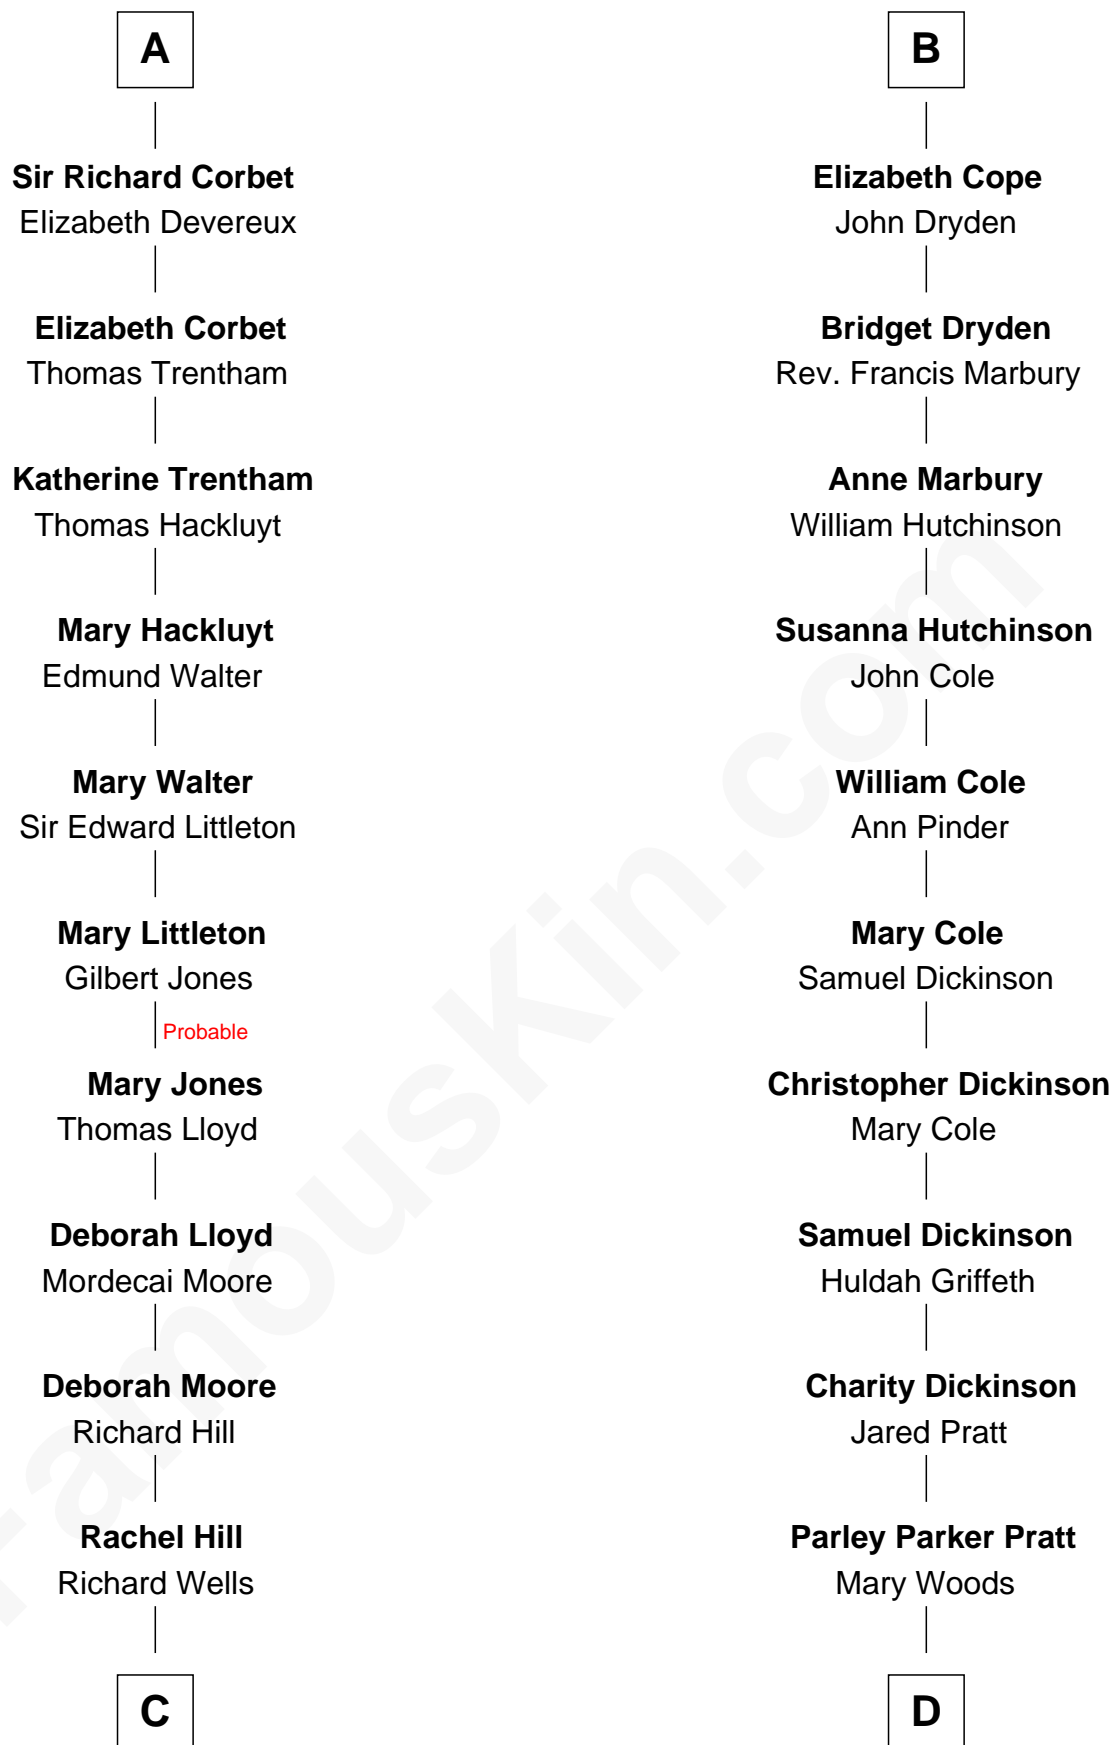 A
Sir Richard Corbet
Elizabeth Devereux
Elizabeth Corbet
Thomas Trentham
Katherine Trentham
Thomas Hackluyt
Mary Hackluyt
Edmund Walter
Mary Walter
Sir Edward Littleton
Mary Littleton
Gilbert Jones
Probable
Mary Jones
Thomas Lloyd
Deborah Lloyd
Mordecai Moore
Deborah Moore
Richard Hill
Rachel Hill
Richard Wells
C
B
Elizabeth Cope
John Dryden
Bridget Dryden
Rev. Francis Marbury
Anne Marbury
William Hutchinson
Susanna Hutchinson
John Cole
William Cole
Ann Pinder
Mary Cole
Samuel Dickinson
Christopher Dickinson
Mary Cole
Samuel Dickinson
Huldah Griffeth
Charity Dickinson
Jared Pratt
Parley Parker Pratt
Mary Woods
D
FamousKin.com